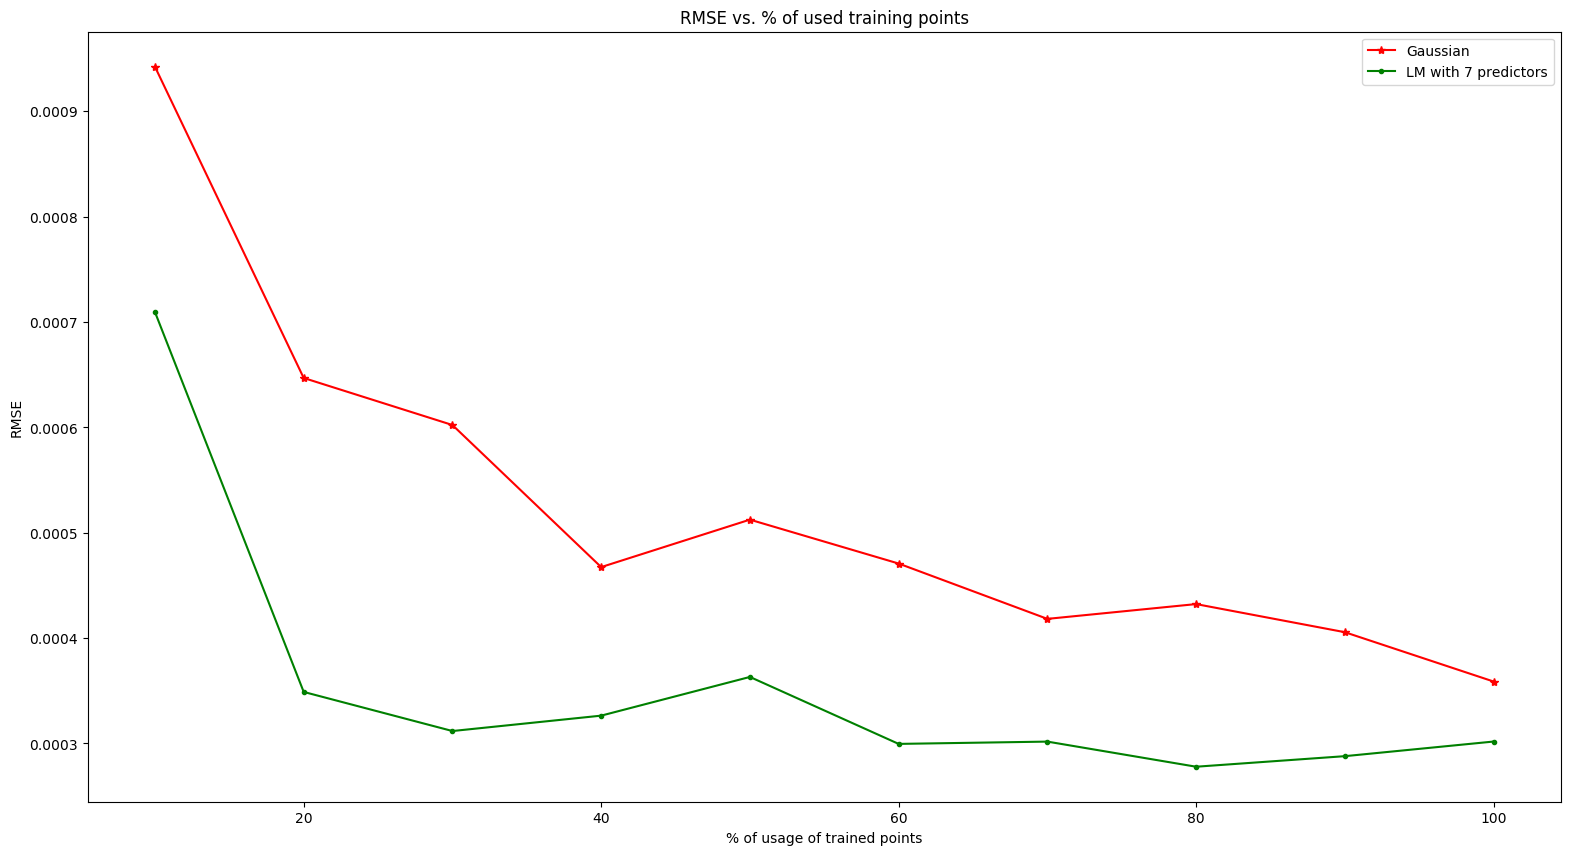 RMSE vs. % of used training points
Gaussian
LM with 7 predictors
RMSE
0.0009
0.0008
0.0007
0.0006
0.0005
0.0004
0.0003
20
40
60
80
100
% of usage of trained points